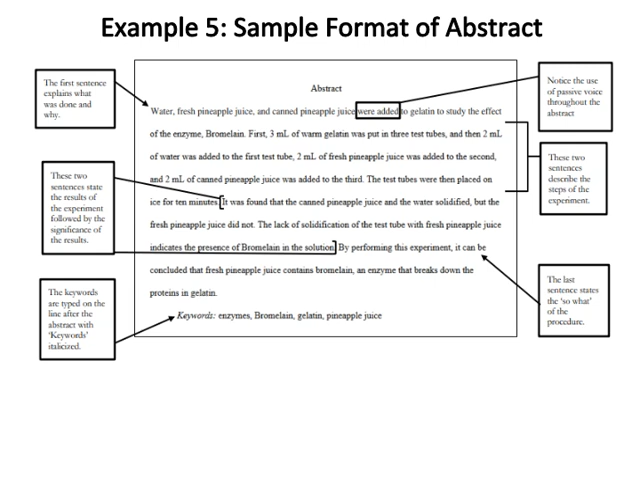 Example 5: Sample Format of Abstract
The first sentence
explains what
was done and
why.
These two
sentences state
the results of
the experiment
followed by the
significance of
the results.
The keywords
are typed on the
line after the
abstract with
'Keywords'
italicized.
Abstract
Water, fresh pineapple juice, and canned pineapple juice were added to gelatin to study the effect
of the enzyme, Bromelain. First, 3 mL of warm gelatin was put in three test tubes, and then 2 mL
of water was added to the first test tube, 2 mL of fresh pineapple juice was added to the second,
and 2 mL of canned pineapple juice was added to the third. The test tubes were then placed on
ice for ten minutes. It was found that the canned pineapple juice and the water solidified, but the
fresh pineapple juice did not. The lack of solidification of the test tube with fresh pineapple juice
indicates the presence of Bromelain in the solution. By performing this experiment, it can be
concluded that fresh pineapple juice contains bromelain, an enzyme that breaks down the
proteins in gelatin.
Keywords: enzymes, Bromelain, gelatin, pineapple juice
Notice the use
of passive voice
throughout the
abstract
These two
sentences
describe the
steps of the
experiment.
The last
sentence states
the 'so what'
of the
procedure.